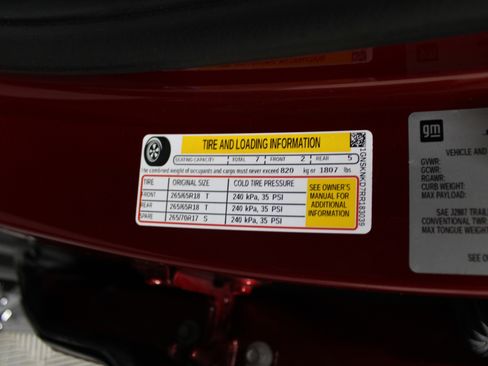 TIRE AND LOADING INFORMATION
SEATING CAPACITY TOTAL 7 FRONT 2 REAR 5
The combined weight of occupants and cargo must never exceed 820 kg or 1807 lbs
TIRE ORIGINAL SIZE COLD TIRE PRESSURE
FRONT 265/65R18 T 240 kPa, 35 PSI
REAR 265/65R18 T 240 kPa, 35 PSI
SPARE 265/70R17 S 240 kPa, 35 PSI
SEE OWNER'S
MANUAL FOR
ADDITIONAL
INFORMATION
gm
VEHICLE AND
GVWR:
GCWR:
RGAWR:
CURB WEIGHT:
MAX PAYLOAD:
SAE J2807 TRAIL
CONVENTIONAL TWR:
MAX TONGUE WEIGHT
SEE O